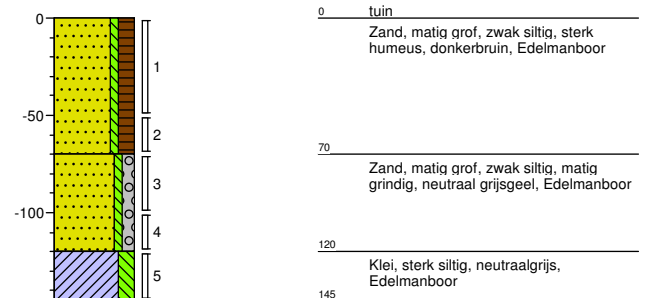 0
-50
-100
1
2
3
4
5
0 tuin
Zand, matig grof, zwak siltig, sterk
humeus, donkerbruin, Edelmanboor
70
Zand, matig grof, zwak siltig, matig
grindig, neutraal grijsgeel, Edelmanboor
120
Klei, sterk siltig, neutraalgrijs,
Edelmanboor
145